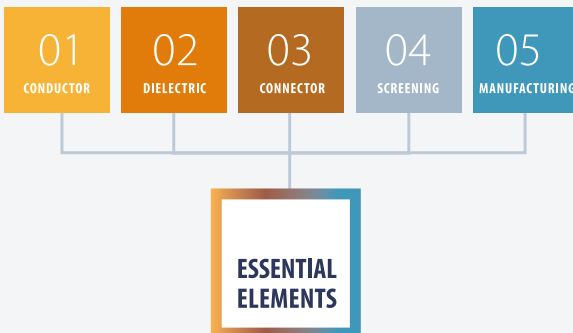 01
CONDUCTOR
02
DIELECTRIC
03
CONNECTOR
04
SCREENING
05
MANUFACTURING
ESSENTIAL
ELEMENTS